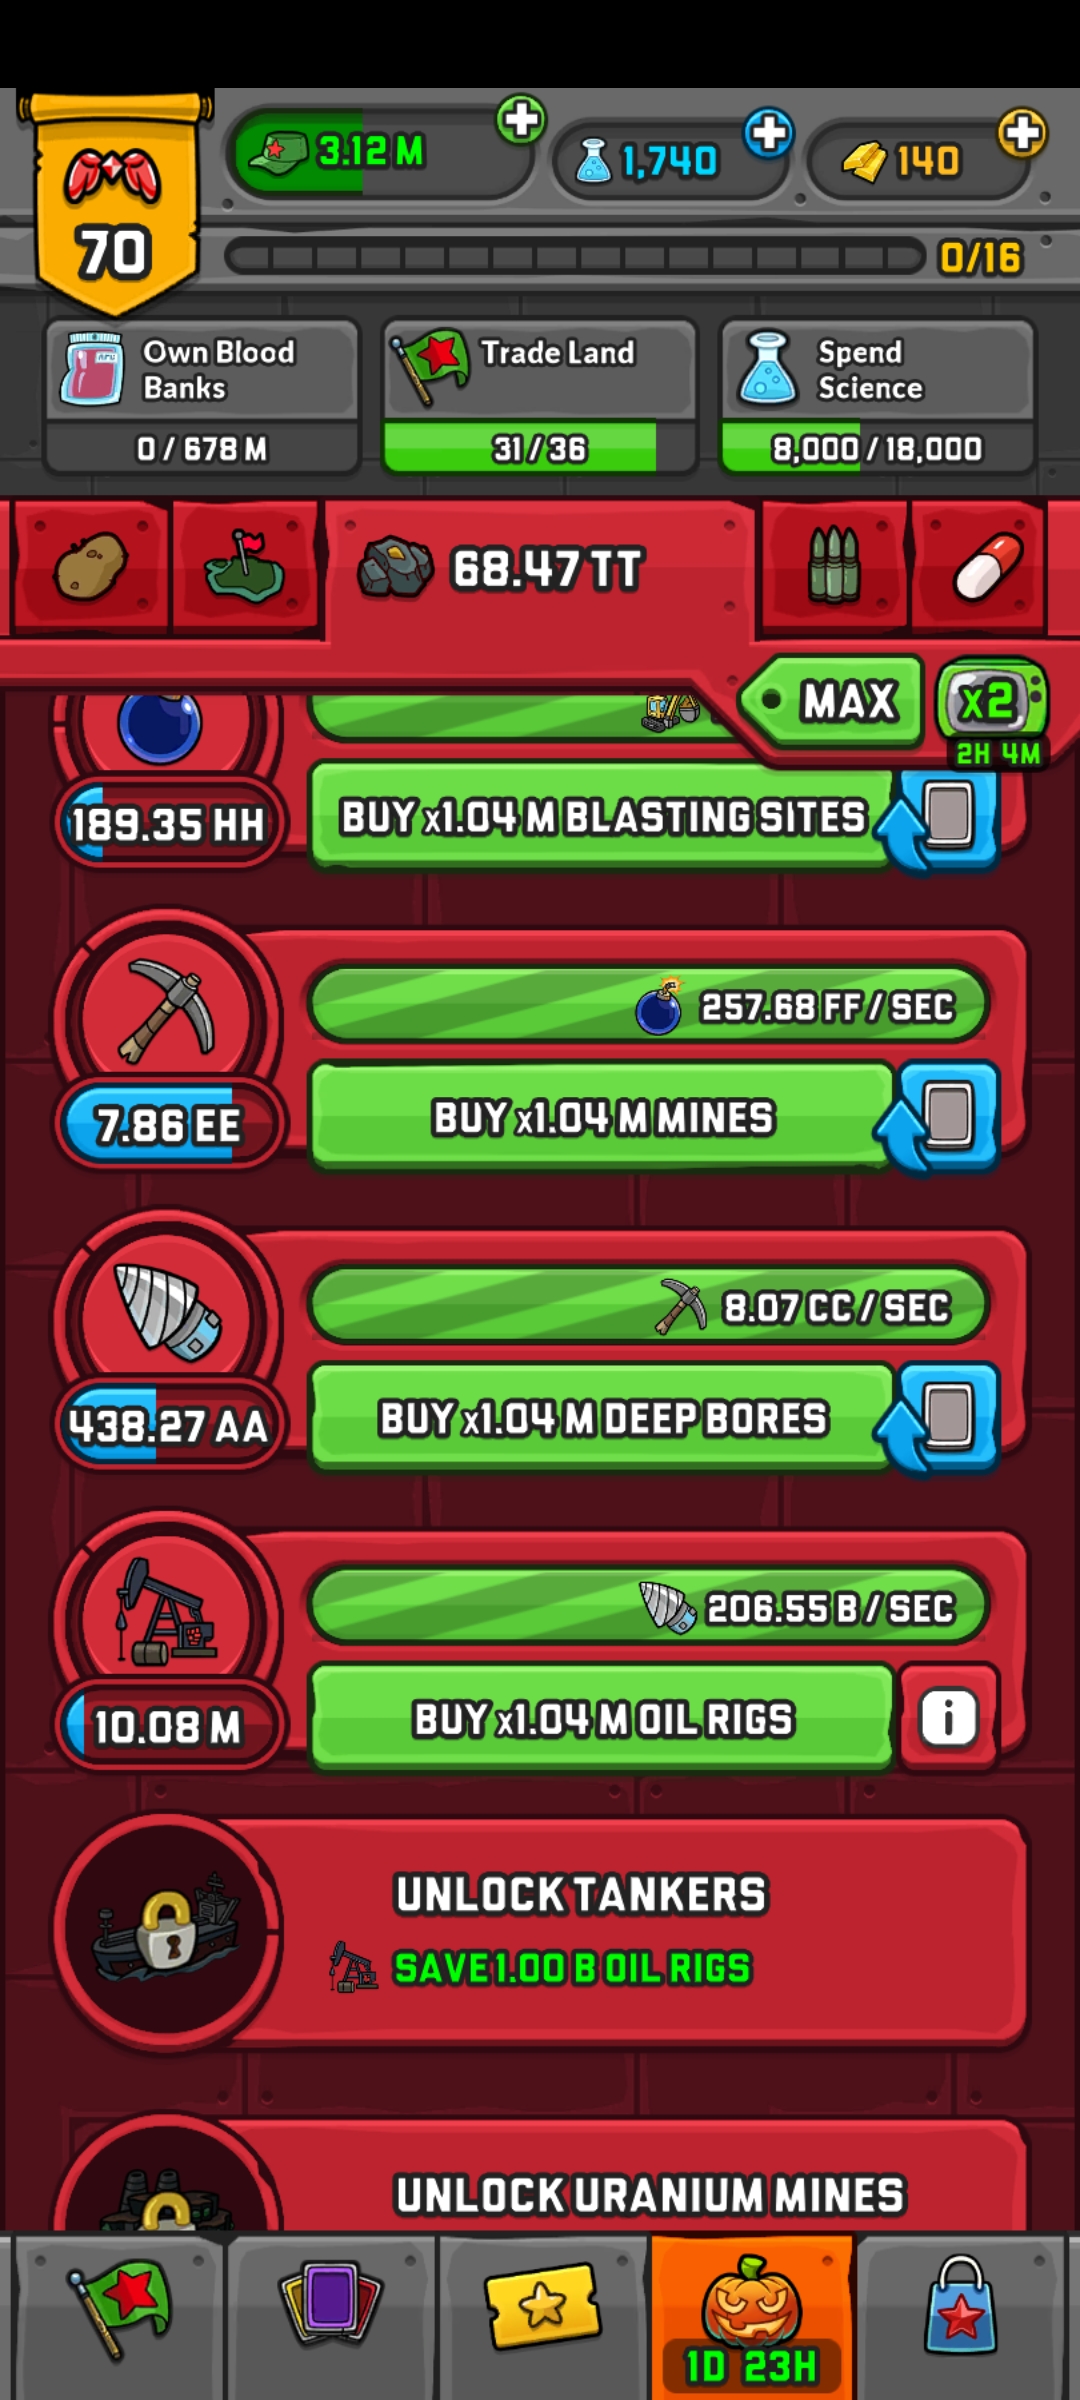 3.12 M
1,740
140
70
0/16
Own Blood
Banks
0 / 678 M
Trade Land
31 / 36
Spend
Science
8,000 / 18,000
68.47 TT
MAX
x2
2H 4M
189.35 HH
BUY x1.04 M BLASTING SITES
257.68 FF / SEC
7.86 EE
BUY x1.04 M MINES
8.07 CC / SEC
438.27 AA
BUY x1.04 M DEEP BORES
206.55 B / SEC
10.08 M
BUY x1.04 M OIL RIGS
i
UNLOCK TANKERS
SAVE 1.00 B OIL RIGS
UNLOCK URANIUM MINES
1D 23H